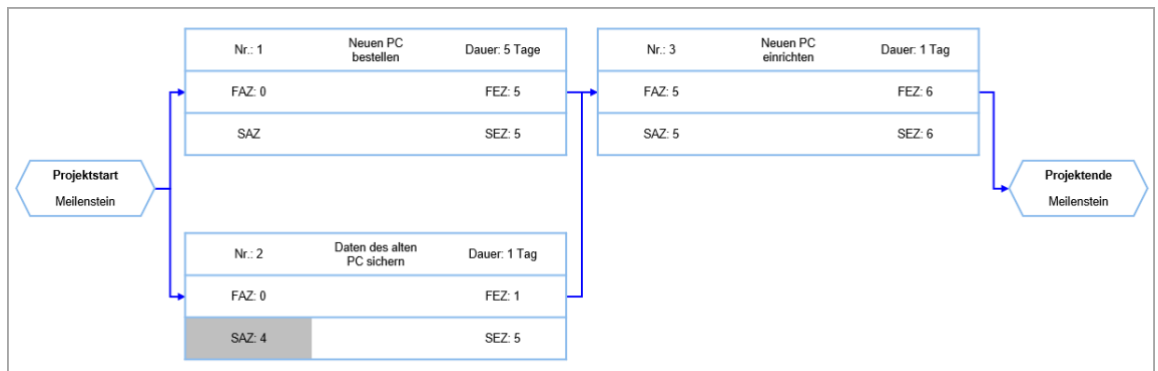 Nr.: 1
Neuen PC
bestellen
Dauer: 5 Tage
FAZ: 0
FEZ: 5
SAZ
SEZ: 5
Nr.: 3
Neuen PC
einrichten
Dauer: 1 Tag
FAZ: 5
FEZ: 6
SAZ: 5
SEZ: 6
Projektstart
Meilenstein
Projektende
Meilenstein
Nr.: 2
Daten des alten
PC sichern
Dauer: 1 Tag
FAZ: 0
FEZ: 1
SAZ: 4
SEZ: 5